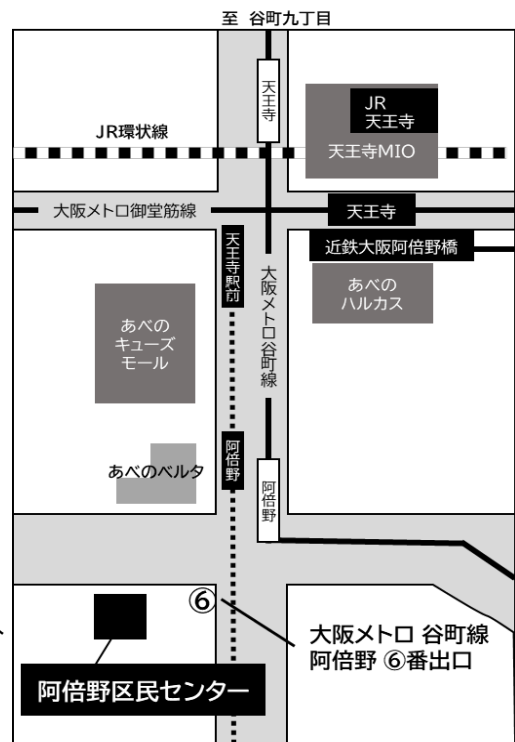 至 谷町九丁目
天王寺
JR
天王寺
JR環状線
天王寺MIO
大阪メトロ御堂筋線
天王寺
天王寺駅前
近鉄大阪阿倍野橋
大阪メトロ谷町線
あべの
ハルカス
あべの
キューズ
モール
阿倍野
あべのベルタ
阿倍野
⑥
大阪メトロ 谷町線
阿倍野 ⑥番出口
阿倍野区民センター